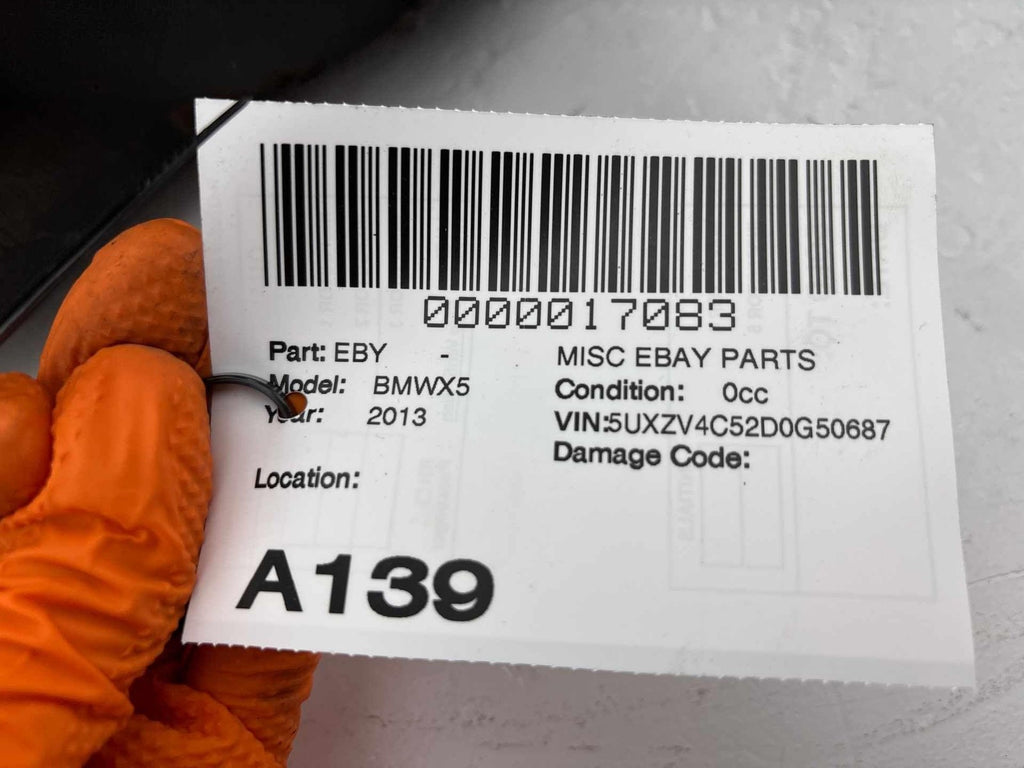 0000017083
Part: EBY - MISC EBAY PARTS
Model: BMWX5 Condition: 0cc
Year: 2013 VIN:5UXZV4C52D0G50687
Damage Code:
Location:
A139